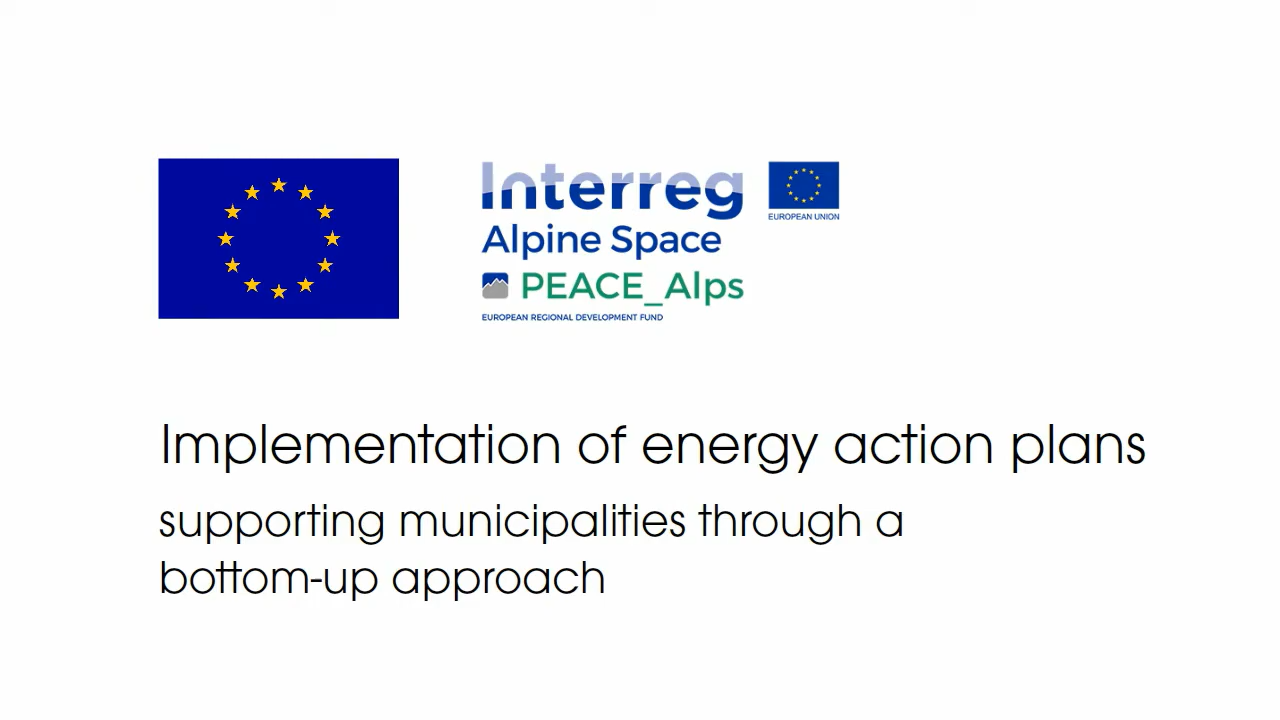 Interreg
EUROPEAN UNION
Alpine Space
PEACE_Alps
EUROPEAN REGIONAL DEVELOPMENT FUND
Implementation of energy action plans
supporting municipalities through a
bottom-up approach